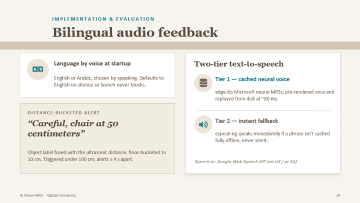 IMPLEMENTATION & EVALUATION
Bilingual audio feedback
Language by voice at startup
English or Arabic, chosen by speaking. Defaults to
English on silence so launch never blocks.
DISTANCE-BUCKETED ALERT
“Careful, chair at 50
centimeters”
Object label fused with the ultrasonic distance, floor-bucketed to
10 cm. Triggered under 100 cm; alerts ≥ 4 s apart.
Two-tier text-to-speech
Tier 1 — cached neural voice
edge-tts Microsoft neural MP3s, pre-rendered once and
replayed from disk at ~80 ms.
Tier 2 — instant fallback
espeak-ng speaks immediately if a phrase isn't cached
fully offline, never silent.
Speech in: Google Web Speech API (en-US / ar-SA)
Qassim University